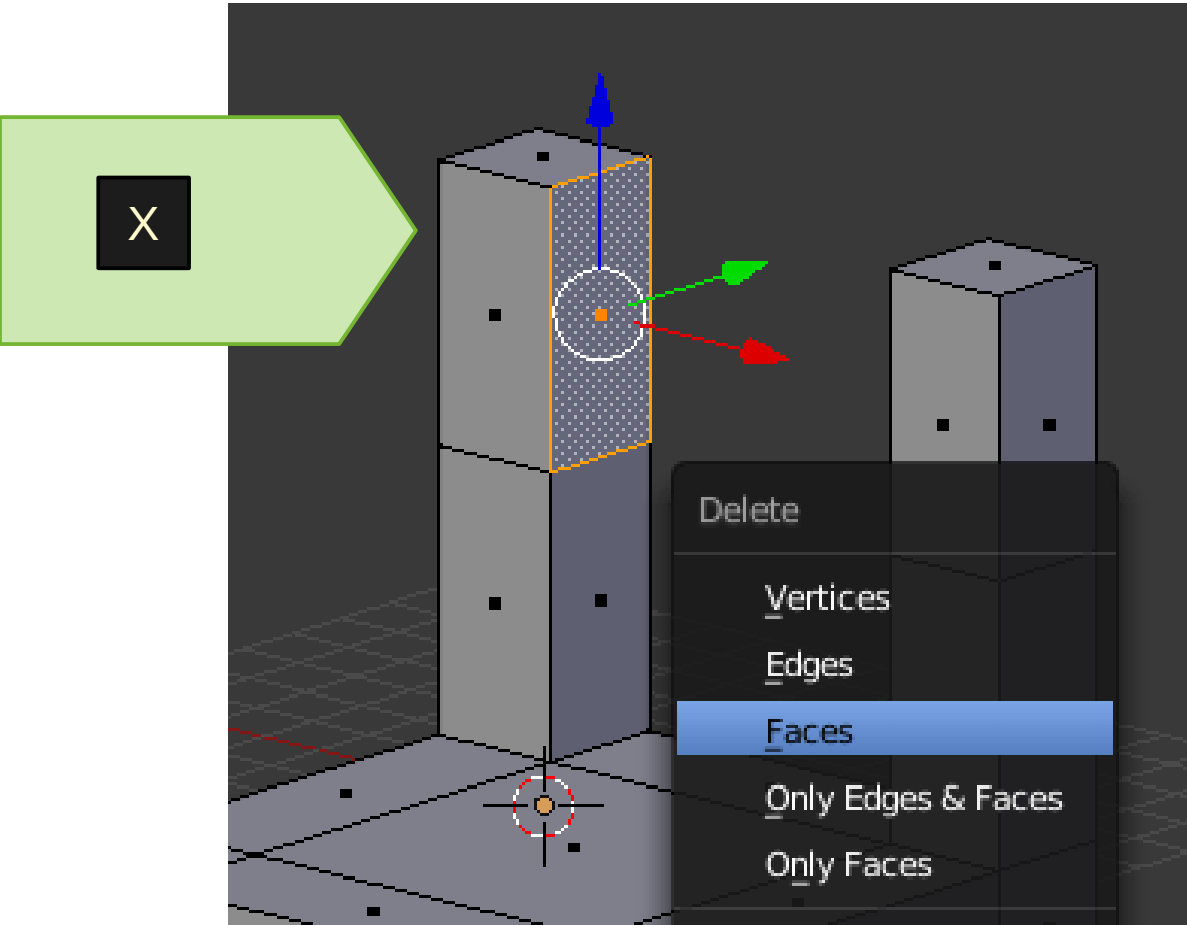 X
Delete
Vertices
Edges
Faces
Only Edges & Faces
Only Faces